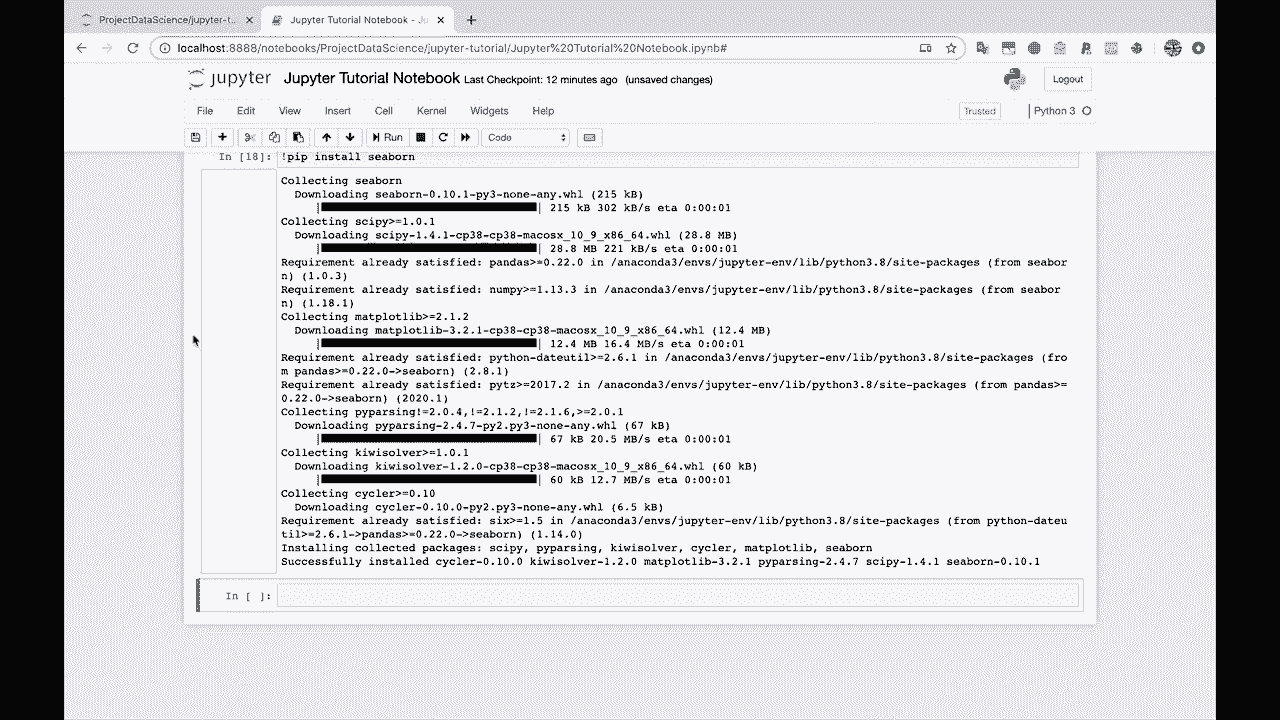 ProjectDataScience/jupyter-t..
Jupyter Tutorial Notebook - Ju
localhost:8888/notebooks/ProjectDataScience/jupyter-tutorial/Jupyter%20Tutorial%20Notebook.ipynb#
jupyter Jupyter Tutorial Notebook Last Checkpoint: 12 minutes ago (unsaved changes) Logout
File Edit View Insert Cell Kernel Widgets Help Trusted Python 3
Run Code
In [18]: !pip install seaborn
Collecting seaborn
Downloading seaborn-0.10.1-py3-none-any.whl (215 kB)
|████████████████████████████████| 215 kB 302 kB/s eta 0:00:01
Collecting scipy>=1.0.1
Downloading scipy-1.4.1-cp38-cp38-macosx_10_9_x86_64.whl (28.8 MB)
|████████████████████████████████| 28.8 MB 221 kB/s eta 0:00:01
Requirement already satisfied: pandas>=0.22.0 in /anaconda3/envs/jupyter-env/lib/python3.8/site-packages (from seabor
n) (1.0.3)
Requirement already satisfied: numpy>=1.13.3 in /anaconda3/envs/jupyter-env/lib/python3.8/site-packages (from seabor
n) (1.18.1)
Collecting matplotlib>=2.1.2
Downloading matplotlib-3.2.1-cp38-cp38-macosx_10_9_x86_64.whl (12.4 MB)
|████████████████████████████████| 12.4 MB 16.4 MB/s eta 0:00:01
Requirement already satisfied: python-dateutil>=2.6.1 in /anaconda3/envs/jupyter-env/lib/python3.8/site-packages (fro
m pandas>=0.22.0->seaborn) (2.8.1)
Requirement already satisfied: pytz>=2017.2 in /anaconda3/envs/jupyter-env/lib/python3.8/site-packages (from pandas>=
0.22.0->seaborn) (2020.1)
Collecting pyparsing!=2.0.4,!=2.1.2,!=2.1.6,>=2.0.1
Downloading pyparsing-2.4.7-py2.py3-none-any.whl (67 kB)
|████████████████████████████████| 67 kB 20.5 MB/s eta 0:00:01
Collecting kiwisolver>=1.0.1
Downloading kiwisolver-1.2.0-cp38-cp38-macosx_10_9_x86_64.whl (60 kB)
|████████████████████████████████| 60 kB 12.7 MB/s eta 0:00:01
Collecting cycler>=0.10
Downloading cycler-0.10.0-py2.py3-none-any.whl (6.5 kB)
Requirement already satisfied: six>=1.5 in /anaconda3/envs/jupyter-env/lib/python3.8/site-packages (from python-dateu
til>=2.6.1->pandas>=0.22.0->seaborn) (1.14.0)
Installing collected packages: scipy, pyparsing, kiwisolver, cycler, matplotlib, seaborn
Successfully installed cycler-0.10.0 kiwisolver-1.2.0 matplotlib-3.2.1 pyparsing-2.4.7 scipy-1.4.1 seaborn-0.10.1
In [ ]: